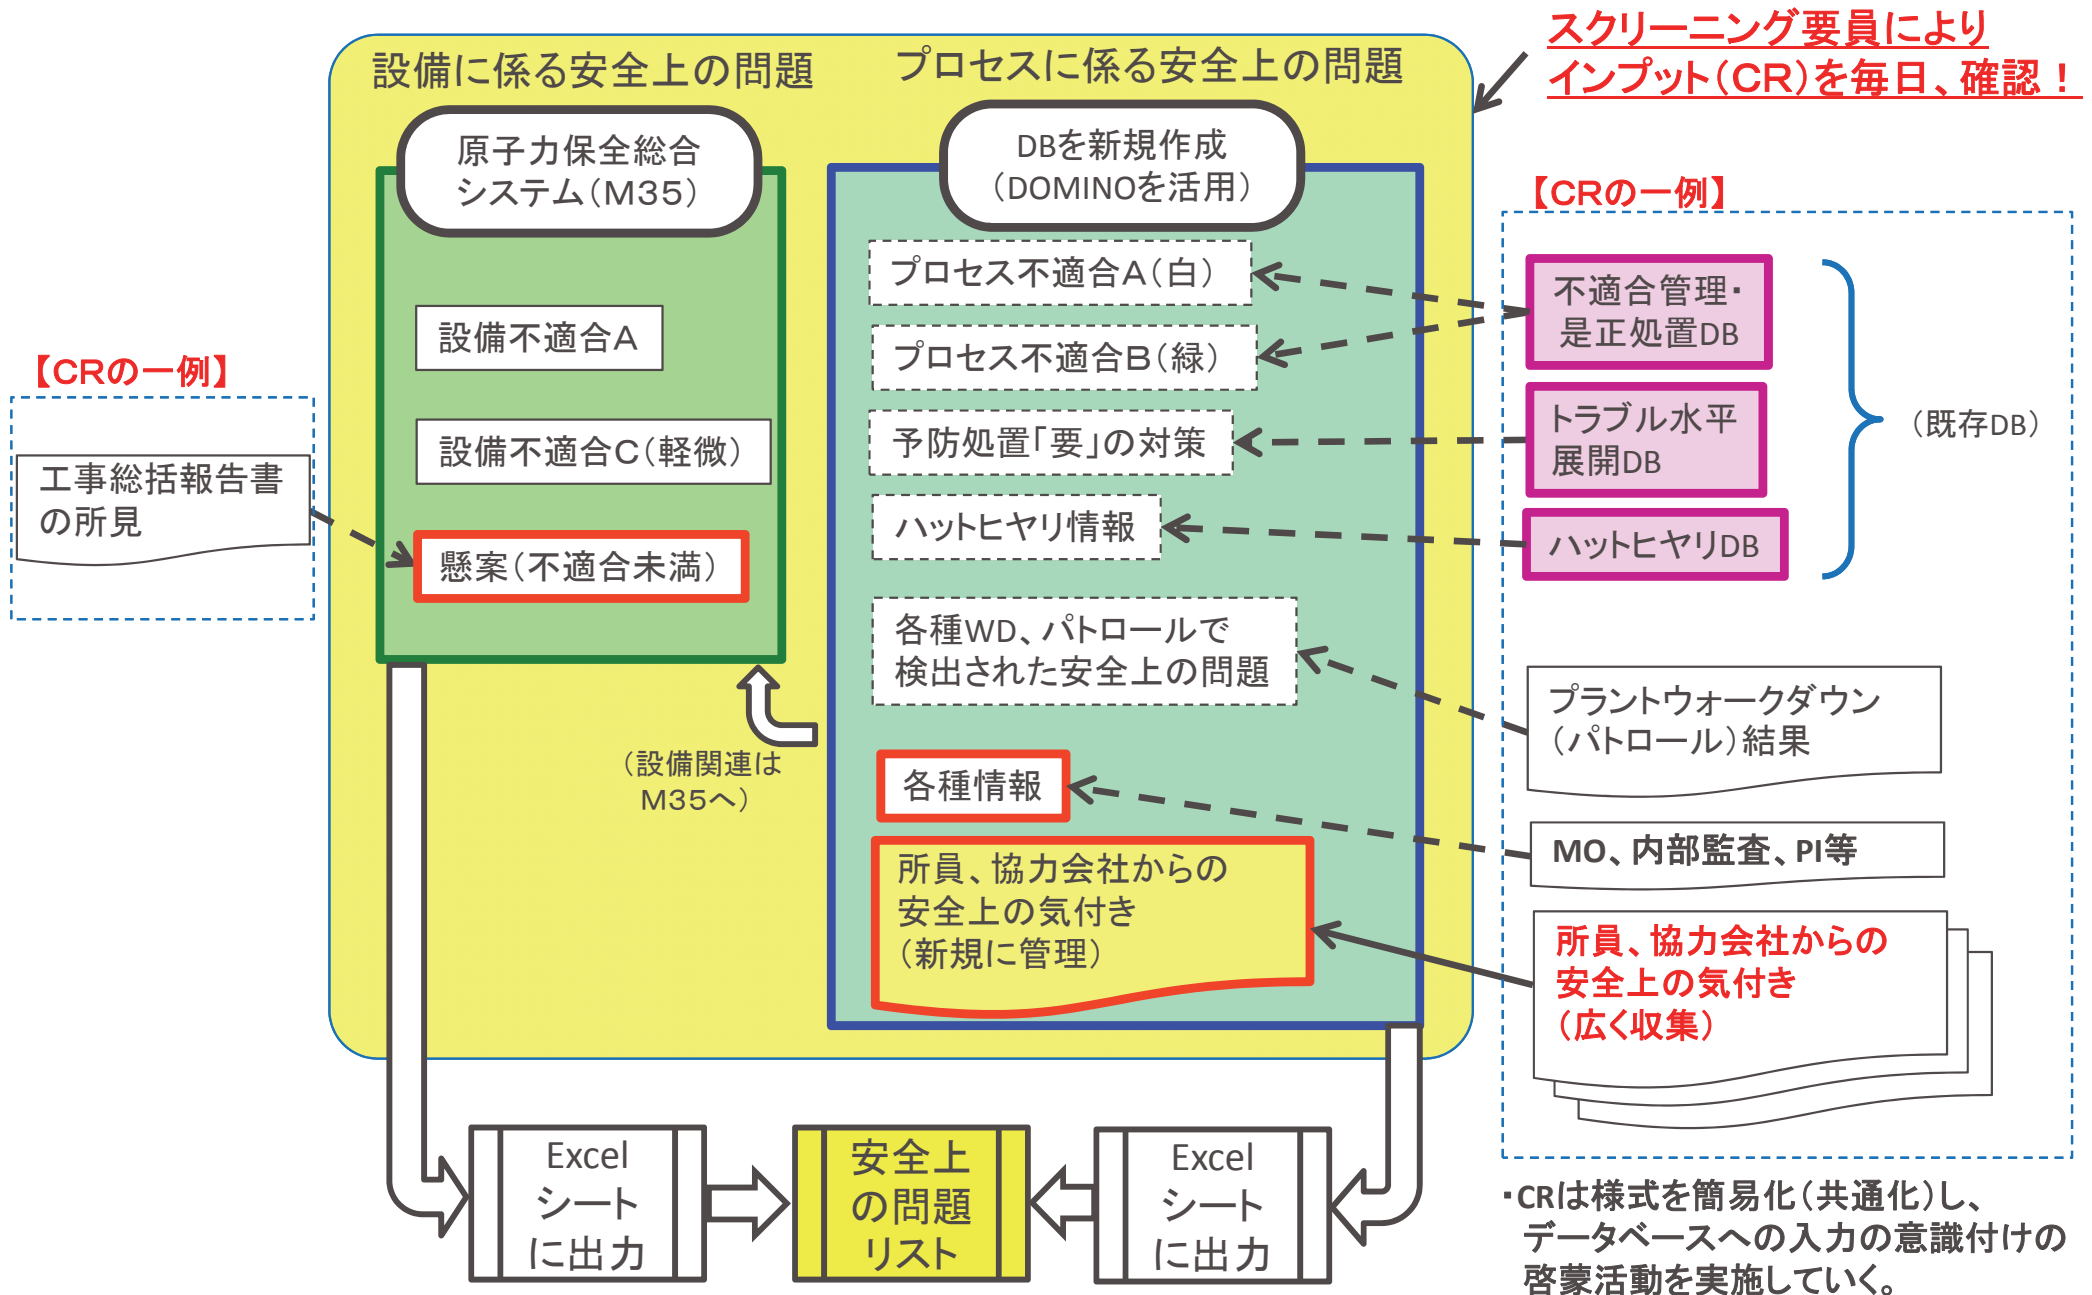 スクリーニング要員により
インプット（CR）を毎日、確認！
設備に係る安全上の問題
プロセスに係る安全上の問題
原子力保全総合
システム（M35）
DBを新規作成
（DOMINOを活用）
【CRの一例】
工事総括報告書
の所見
設備不適合A
設備不適合C（軽微）
懸案（不適合未満）
（設備関連は
M35へ）
プロセス不適合A（白）
プロセス不適合B（緑）
予防処置「要」の対策
ハットヒヤリ情報
各種WD、パトロールで
検出された安全上の問題
各種情報
所員、協力会社からの
安全上の気付き
（新規に管理）
【CRの一例】
不適合管理・
是正処置DB
トラブル水平
展開DB
ハットヒヤリDB
（既存DB）
プラントウォークダウン
（パトロール）結果
MO、内部監査、PI等
所員、協力会社からの
安全上の気付き
（広く収集）
Excel
シート
に出力
安全上
の問題
リスト
Excel
シート
に出力
・CRは様式を簡易化（共通化）し、
データベースへの入力の意識付けの
啓蒙活動を実施していく。